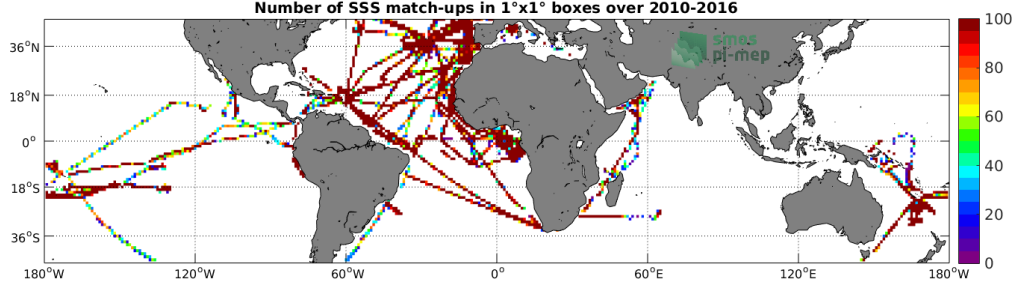 Number of SSS match-ups in 1°x1° boxes over 2010-2016
36°N
18°N
0°
18°S
36°S
180°W
120°W
60°W
0°
60°E
120°E
180°W
smos
pi-mep
100
80
60
40
20
0